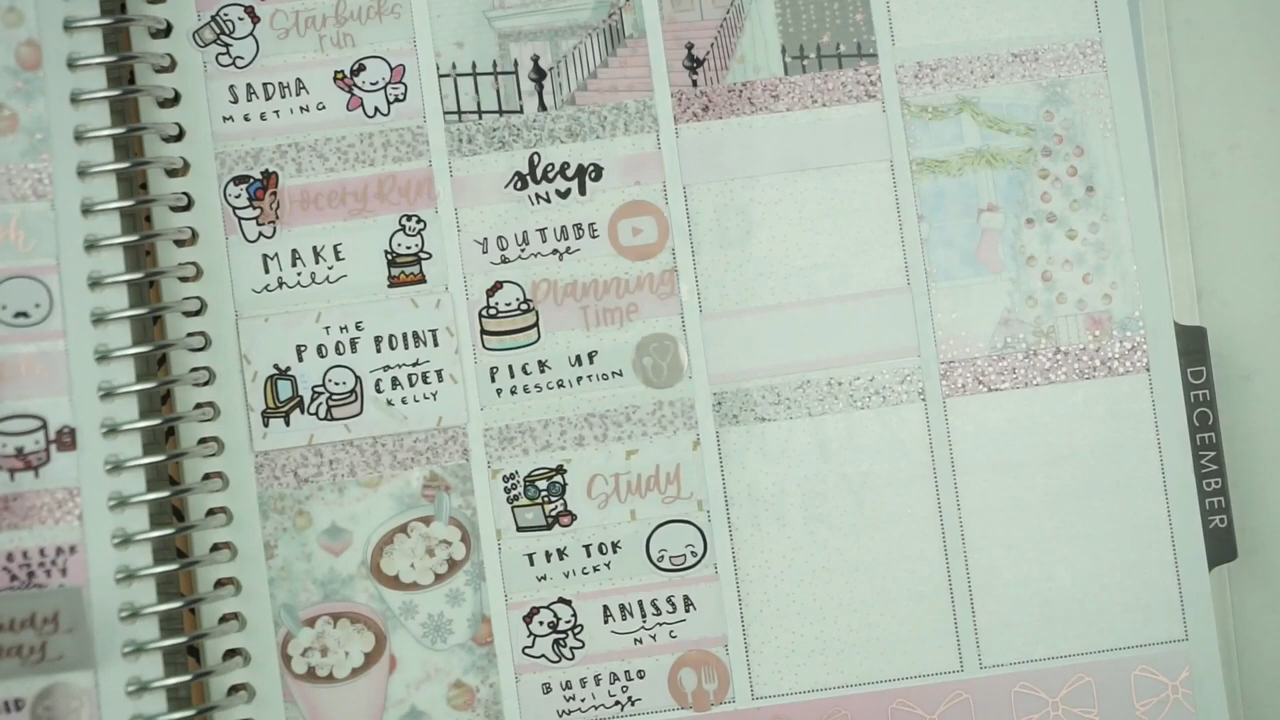 Starbucks
run
SADHA
MEETING
Grocery Run
MAKE
chili
THE
POOF POINT
and
CADET
KELLY
sleep
IN
YOUTUBE
binge
Planning
Time
PICK UP
PRESCRIPTION
GO!
GO!
GO!
Study
TIK TOK
W. VICKY
ANISSA
in
NYC
BUFFALO
WILD
wings
DECEMBER